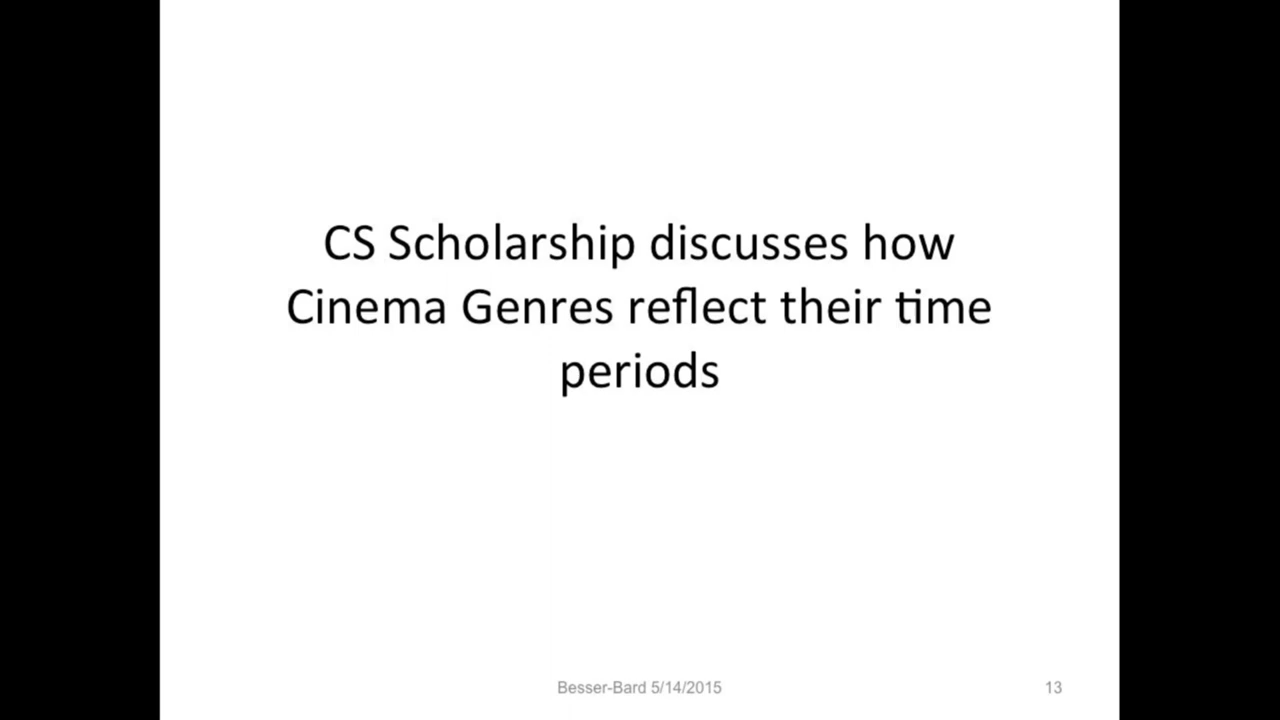 CS Scholarship discusses how
Cinema Genres reflect their time
periods
Besser-Bard 5/14/2015
13